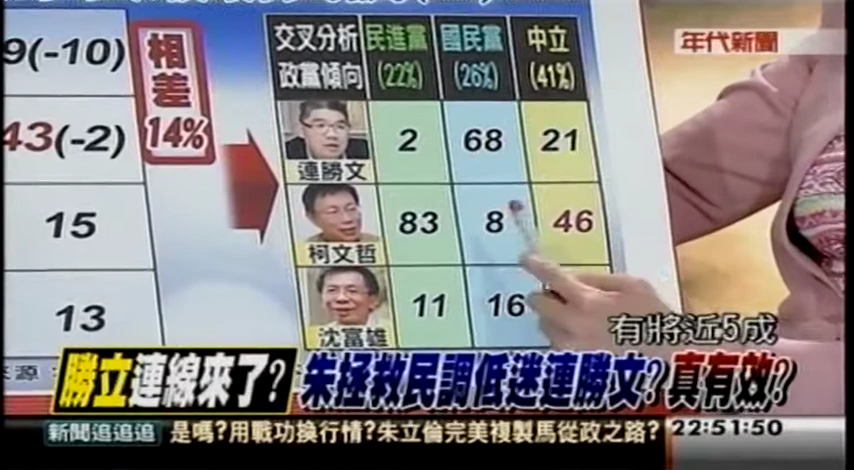 9(-10)
43(-2)
15
13
相差
14%
交叉分析
政黨傾向
民進黨
(22%)
國民黨
(26%)
中立
(41%)
連勝文
2
68
21
柯文哲
83
8
46
沈富雄
11
16
年代新聞
有將近5成
勝立連線來了?
朱拯救民調低迷連勝文?真有效?
新聞追追追
是嗎?用戰功換行情?朱立倫完美複製馬從政之路?
22:51:50